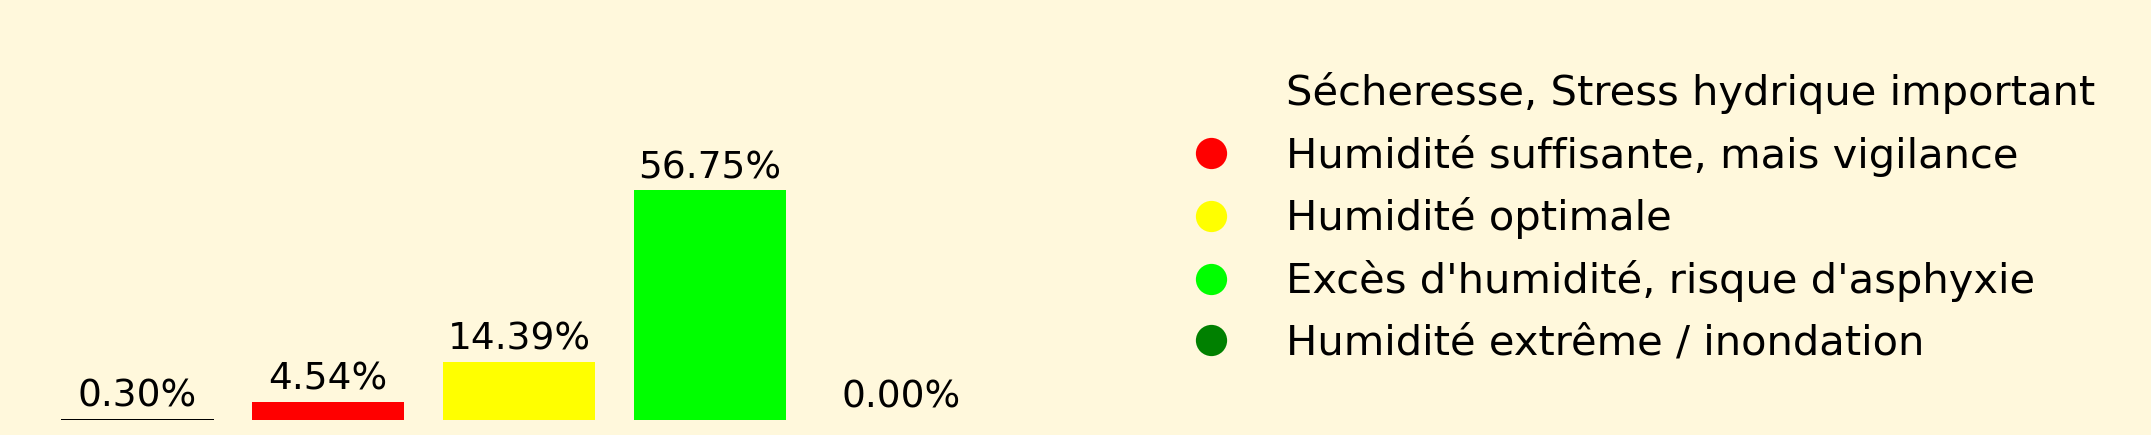 Sécheresse, Stress hydrique important
Humidité suffisante, mais vigilance
Humidité optimale
Excès d'humidité, risque d'asphyxie
Humidité extrême / inondation
0.30%
4.54%
14.39%
56.75%
0.00%